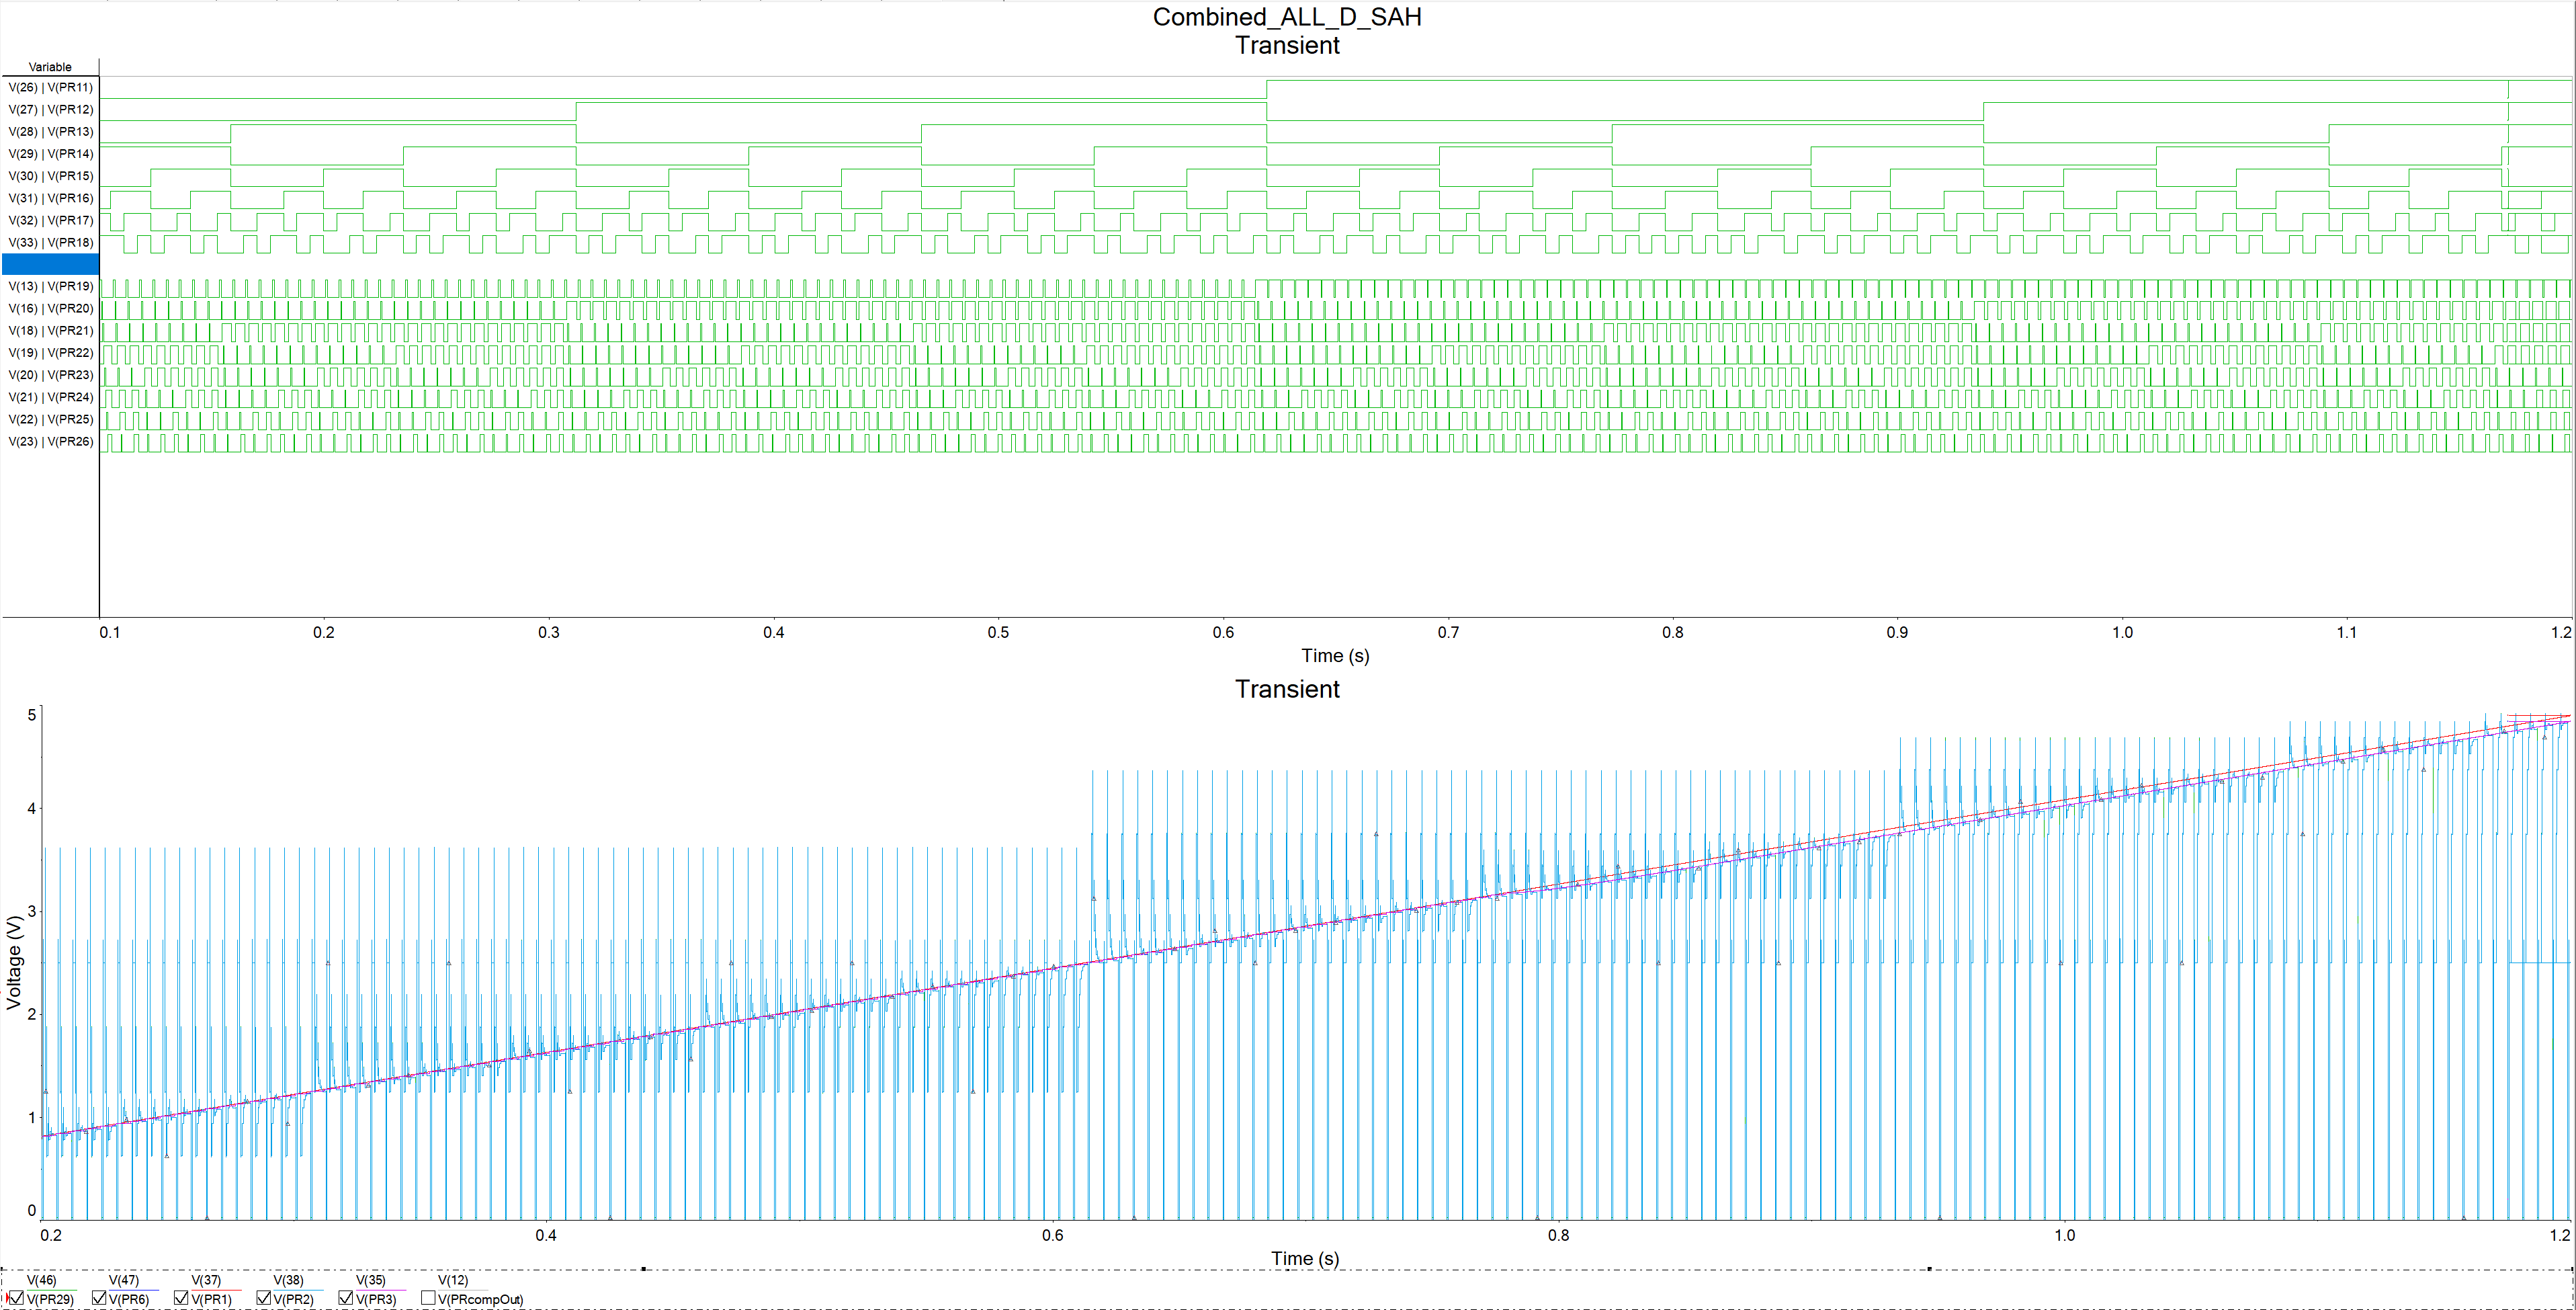 Combined_ALL_D_SAH
Transient
Variable
V(26) | V(PR11)
V(27) | V(PR12)
V(28) | V(PR13)
V(29) | V(PR14)
V(30) | V(PR15)
V(31) | V(PR16)
V(32) | V(PR17)
V(33) | V(PR18)
V(13) | V(PR19)
V(16) | V(PR20)
V(18) | V(PR21)
V(19) | V(PR22)
V(20) | V(PR23)
V(21) | V(PR24)
V(22) | V(PR25)
V(23) | V(PR26)
0.1 0.2 0.3 0.4 0.5 0.6 0.7 0.8 0.9 1.0 1.1 1.2
Time (s)
Transient
5
4
3
2
1
0
Voltage (V)
0.2 0.4 0.6 0.8 1.0 1.2
Time (s)
V(46) V(47) V(37) V(38) V(35) V(12)
V(PR29) V(PR6) V(PR1) V(PR2) V(PR3) V(PRcompOut)